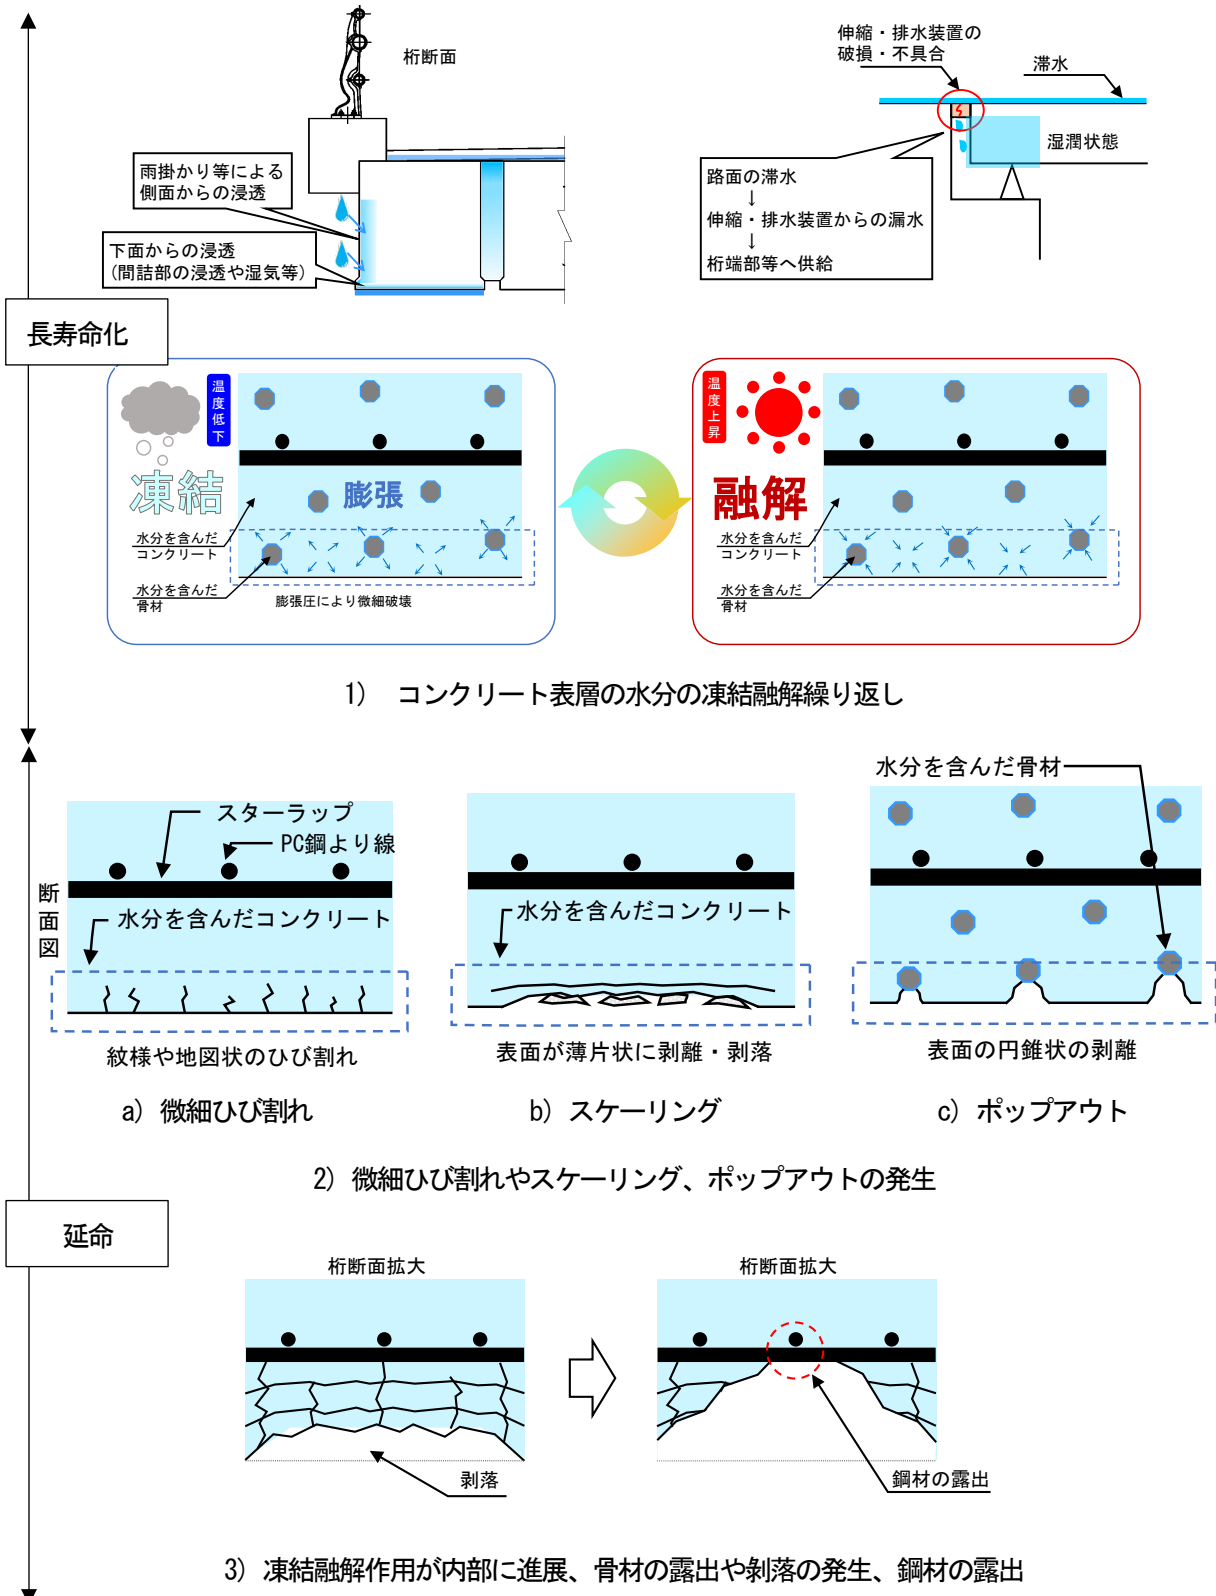 桁断面
雨掛かり等による
側面からの浸透
下面からの浸透
(間詰部の浸透や湿気等)
伸縮・排水装置の
破損・不具合
滞水
湿潤状態
路面の滞水
↓
伸縮・排水装置からの漏水
↓
桁端部等へ供給
長寿命化
温度低下
凍結
膨張
水分を含んだ
コンクリート
水分を含んだ
骨材
膨張圧により微細破壊
温度上昇
融解
水分を含んだ
コンクリート
水分を含んだ
骨材
1) コンクリート表層の水分の凍結融解繰り返し
断面図
スターラップ
PC鋼より線
水分を含んだコンクリート
紋様や地図状のひび割れ
a) 微細ひび割れ
水分を含んだコンクリート
表面が薄片状に剥離・剥落
b) スケーリング
水分を含んだ骨材
表面の円錐状の剥離
c) ポップアウト
2) 微細ひび割れやスケーリング、ポップアウトの発生
延命
桁断面拡大
剥落
桁断面拡大
鋼材の露出
3) 凍結融解作用が内部に進展、骨材の露出や剥落の発生、鋼材の露出